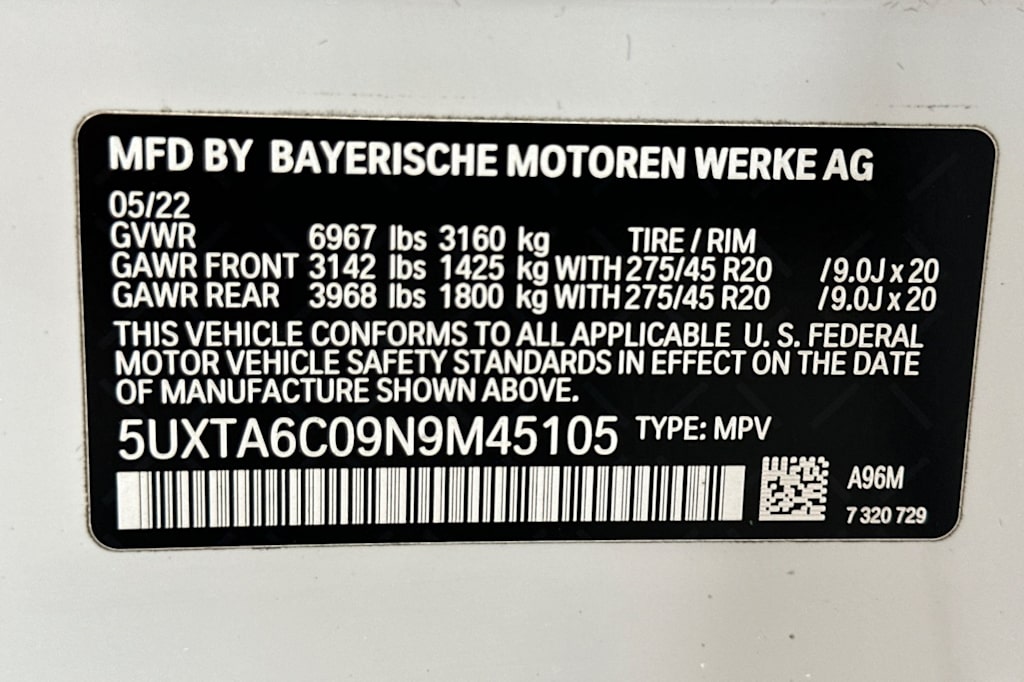 MFD BY BAYERISCHE MOTOREN WERKE AG
05/22
GVWR 6967 lbs 3160 kg TIRE / RIM
GAWR FRONT 3142 lbs 1425 kg WITH 275/45 R20 /9.0J x 20
GAWR REAR 3968 lbs 1800 kg WITH 275/45 R20 /9.0J x 20
THIS VEHICLE CONFORMS TO ALL APPLICABLE U. S. FEDERAL
MOTOR VEHICLE SAFETY STANDARDS IN EFFECT ON THE DATE
OF MANUFACTURE SHOWN ABOVE.
5UXTA6C09N9M45105 TYPE: MPV
A96M
7 320 729